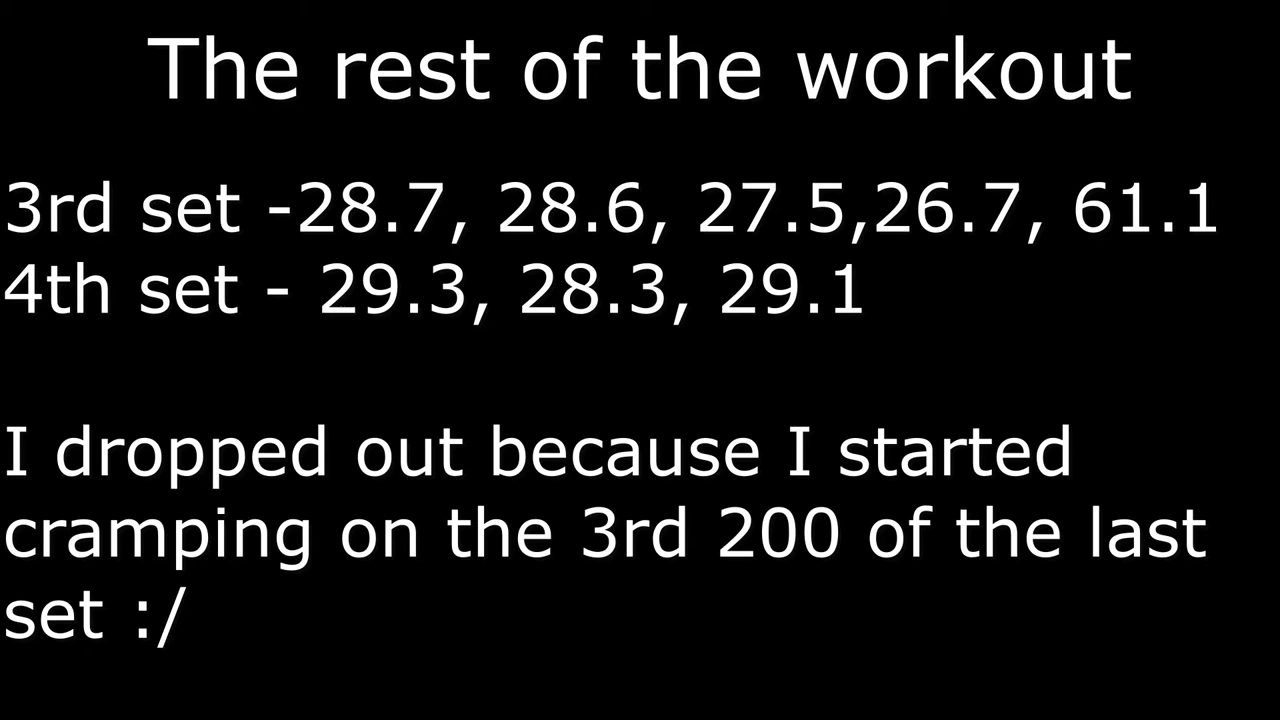 The rest of the workout
3rd set -28.7, 28.6, 27.5,26.7, 61.1
4th set - 29.3, 28.3, 29.1
I dropped out because I started
cramping on the 3rd 200 of the last
set :/